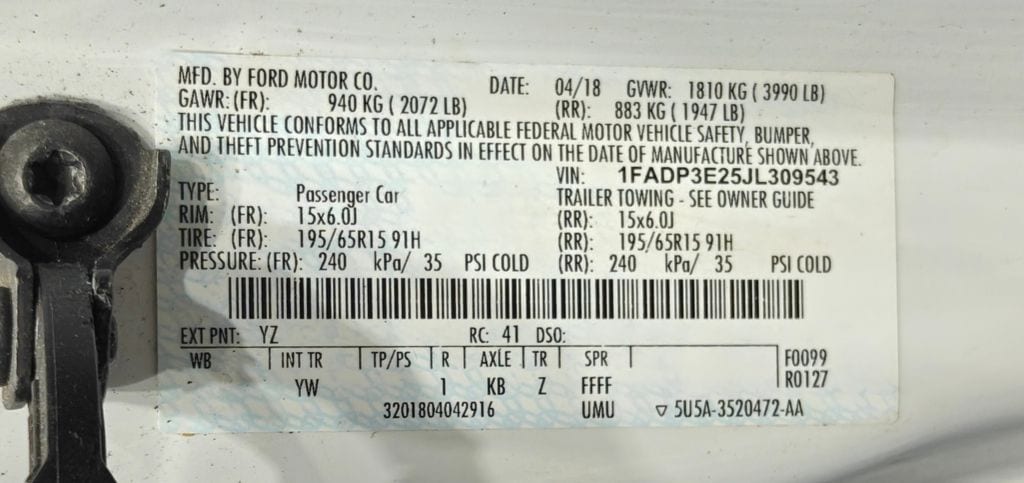 MFD. BY FORD MOTOR CO. DATE: 04/18 GVWR: 1810 KG ( 3990 LB)
GAWR: (FR): 940 KG ( 2072 LB) (RR): 883 KG ( 1947 LB)
THIS VEHICLE CONFORMS TO ALL APPLICABLE FEDERAL MOTOR VEHICLE SAFETY, BUMPER,
AND THEFT PREVENTION STANDARDS IN EFFECT ON THE DATE OF MANUFACTURE SHOWN ABOVE.
VIN: 1FADP3E25JL309543
TYPE: Passenger Car TRAILER TOWING - SEE OWNER GUIDE
RIM: (FR): 15x6.0J (RR): 15x6.0J
TIRE: (FR): 195/65R15 91H (RR): 195/65R15 91H
PRESSURE: (FR): 240 kPa/ 35 PSI COLD (RR): 240 kPa/ 35 PSI COLD
EXT PNT: YZ RC: 41 DSO:
WB INT TR TP/PS R AXLE TR SPR F0099
YW 1 KB Z FFFF R0127
3201804042916 UMU ▽ 5U5A-3520472-AA